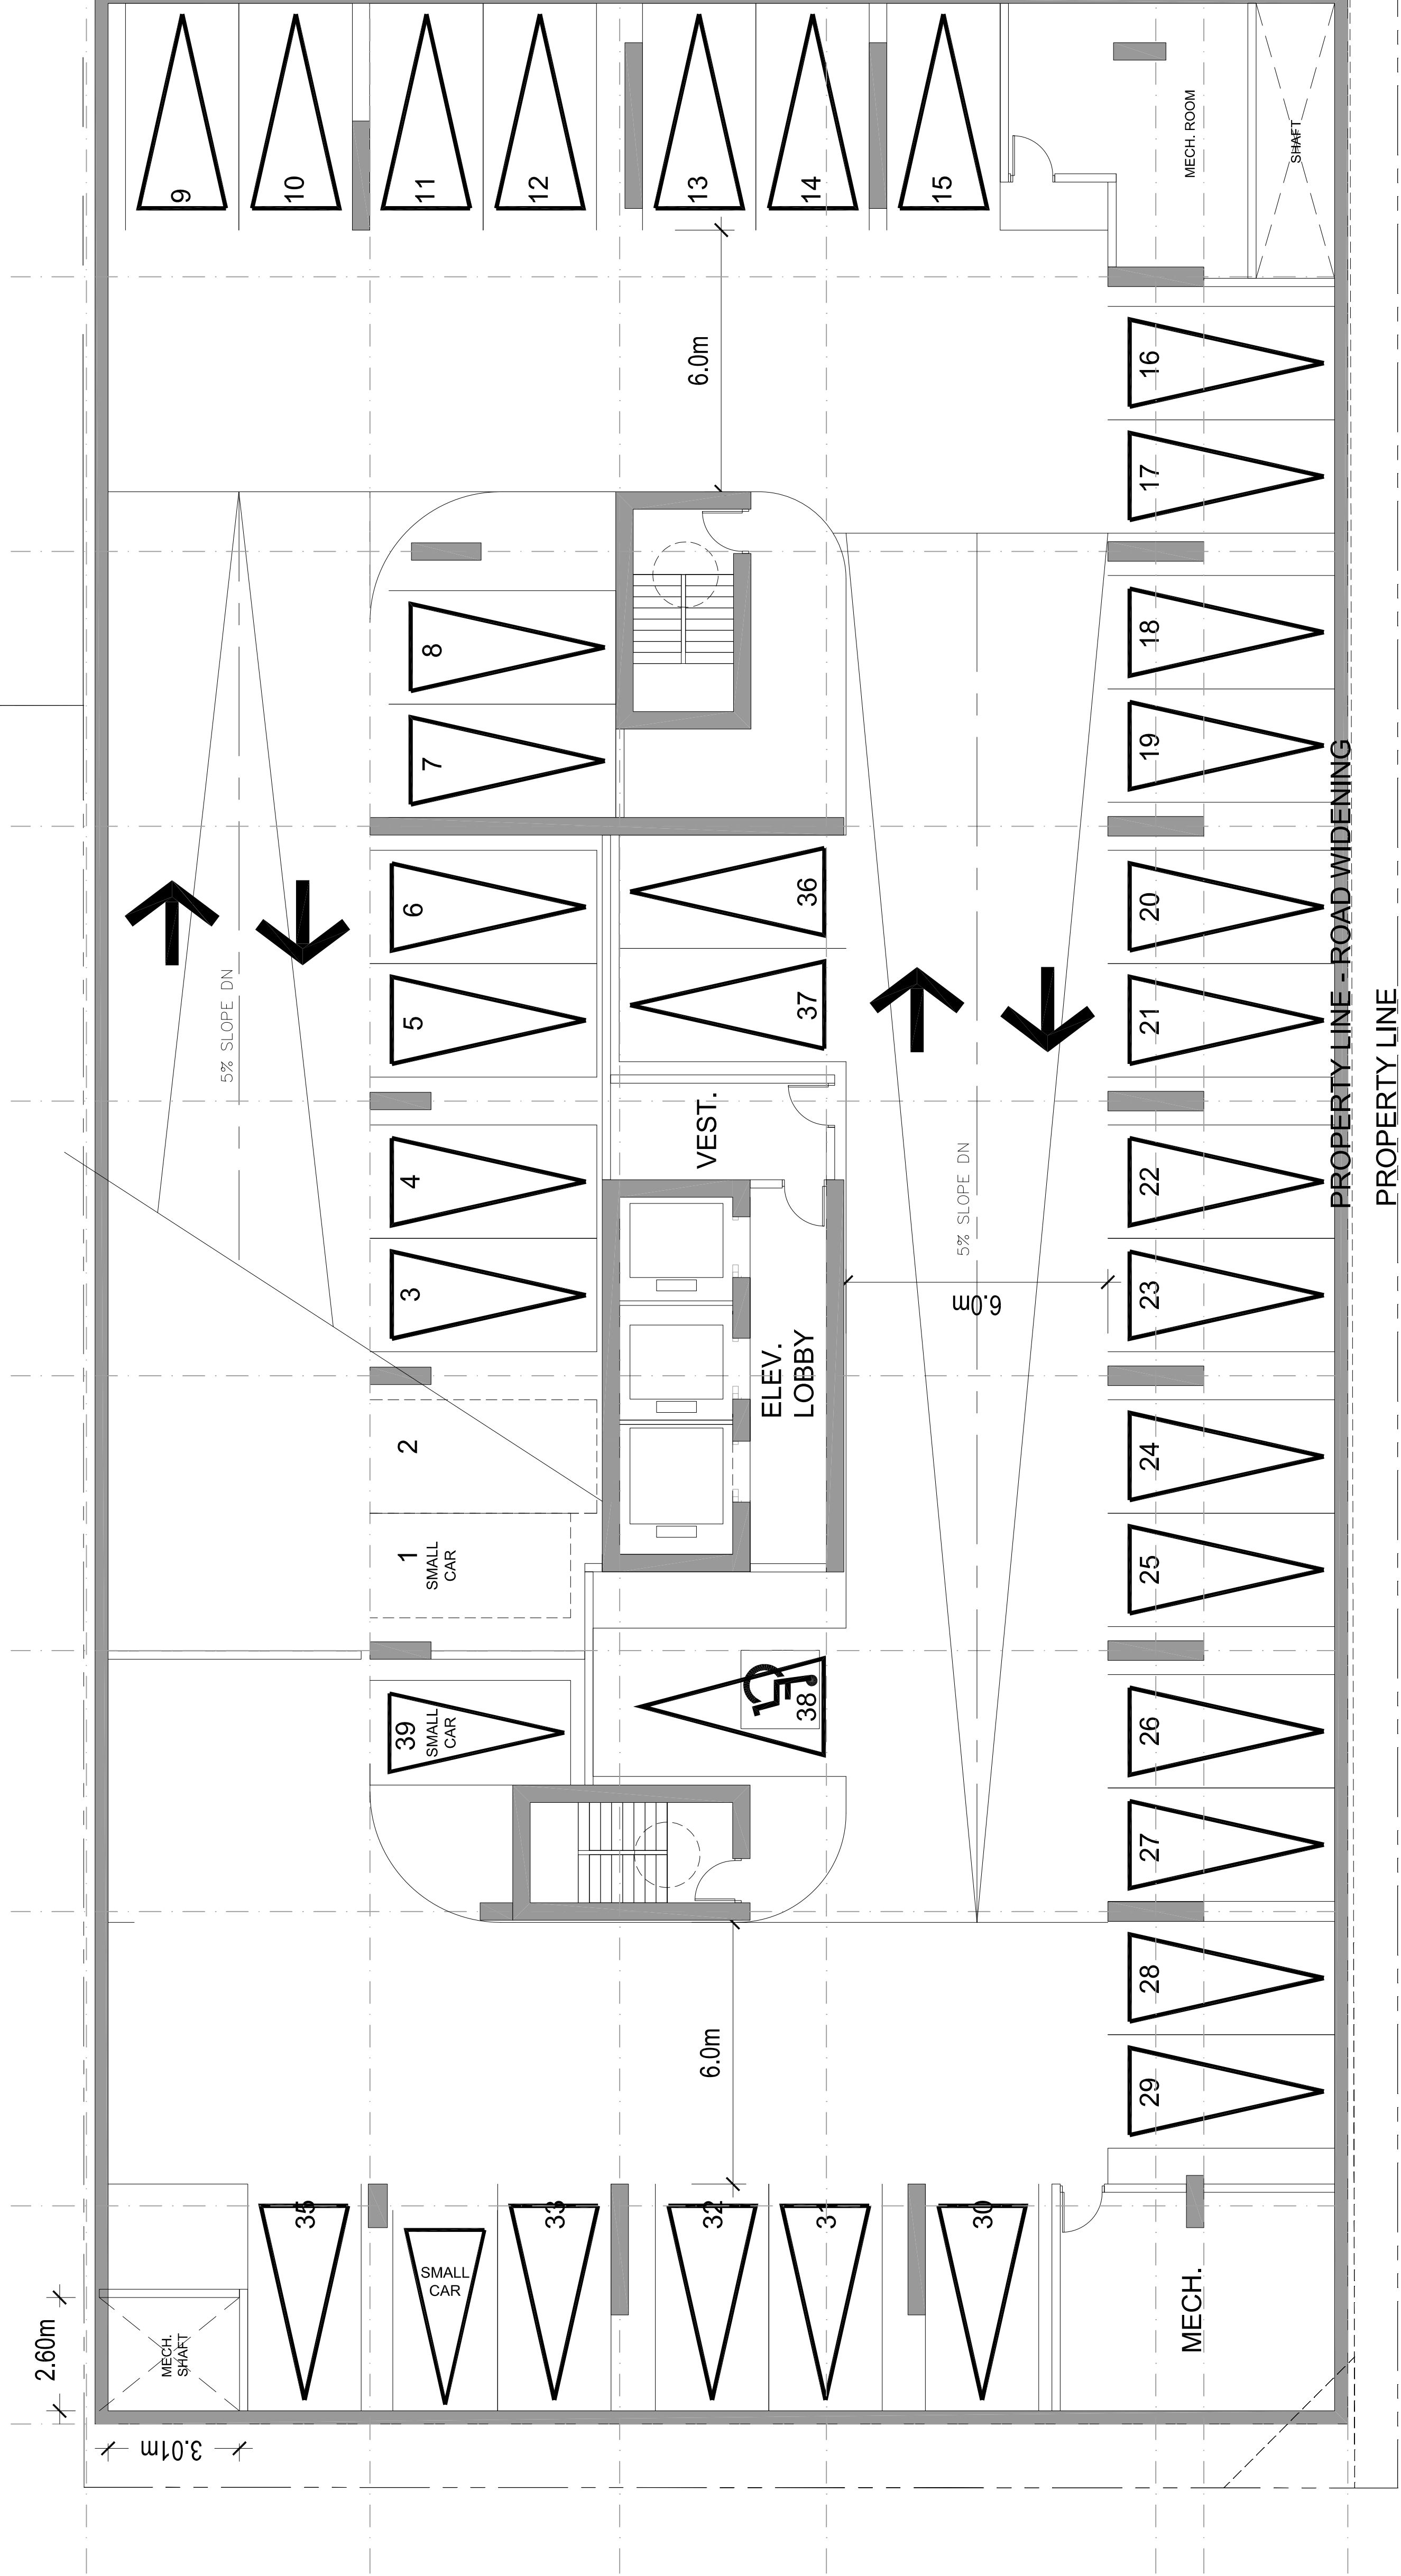 9
10
11
12
13
14
15
MECH. ROOM
SHAFT
6.0m
16
17
8
18
7
19
6
36
20
5% SLOPE DN
5
37
21
PROPERTY LINE - ROAD WIDENING
PROPERTY LINE
VEST.
4
22
5% SLOPE DN
3
6.0m
23
ELEV.
LOBBY
2
24
1
SMALL
CAR
25
39
SMALL
CAR
38
26
27
28
6.0m
29
35
33
32
31
30
SMALL
CAR
MECH.
2.60m
MECH.
SHAFT
3.01m